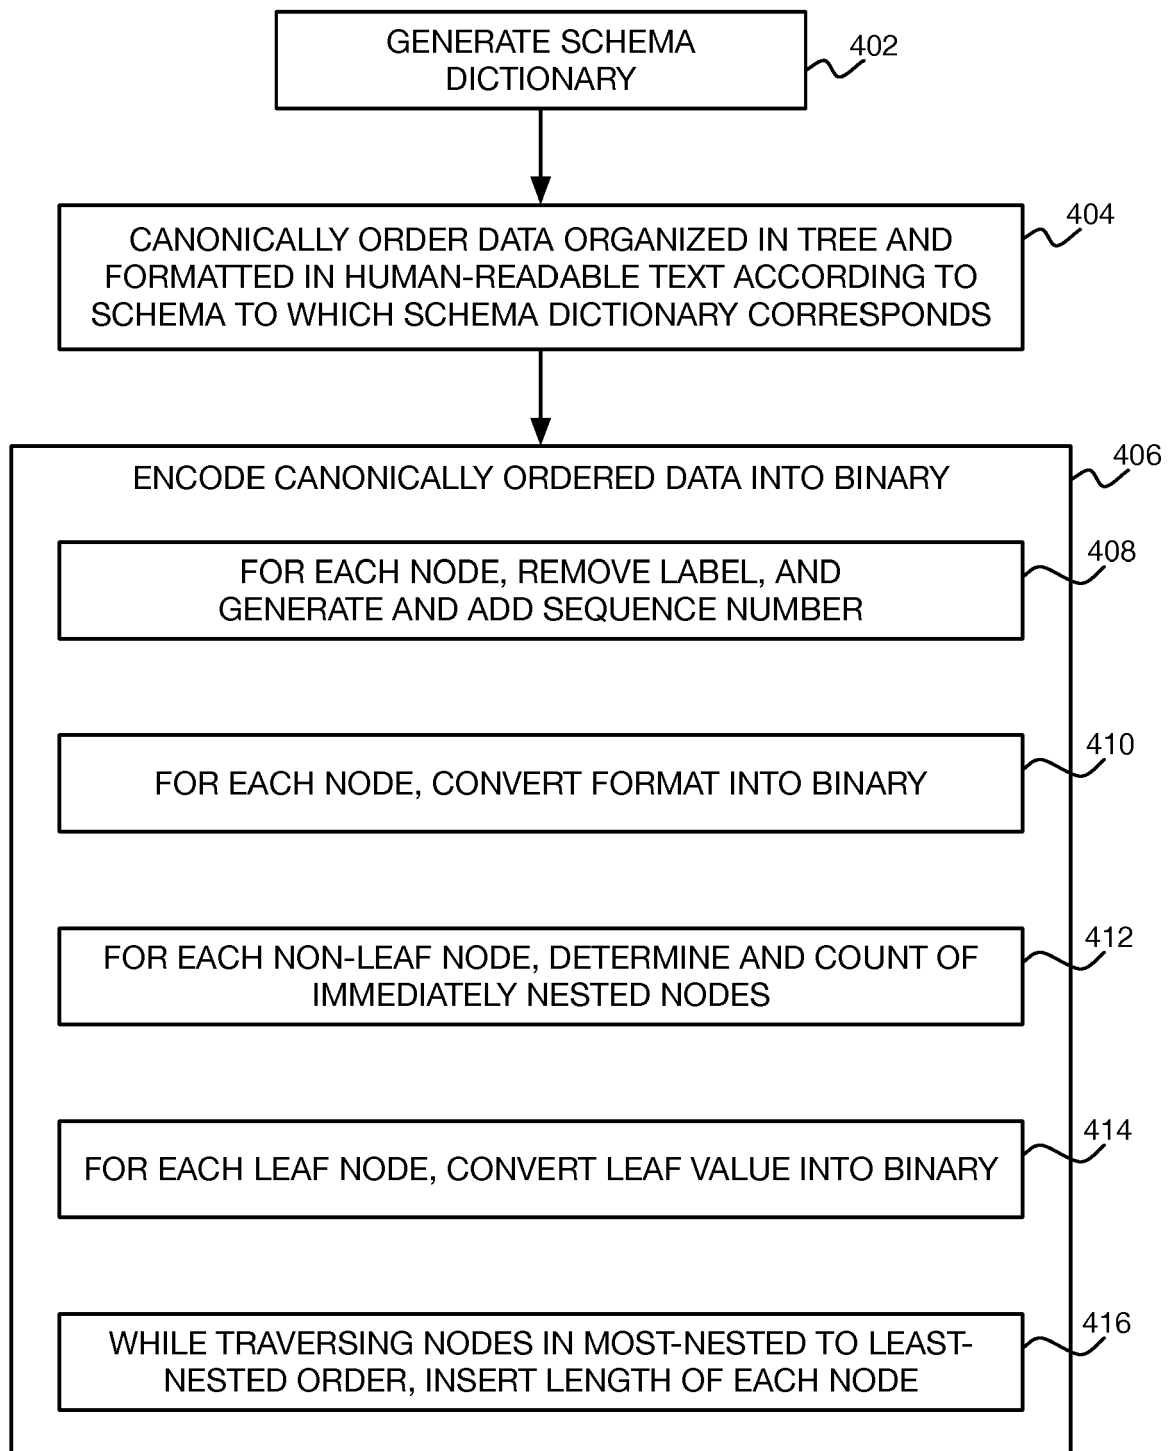 GENERATE SCHEMA
DICTIONARY
402
CANONICALLY ORDER DATA ORGANIZED IN TREE AND
FORMATTED IN HUMAN-READABLE TEXT ACCORDING TO
SCHEMA TO WHICH SCHEMA DICTIONARY CORRESPONDS
404
ENCODE CANONICALLY ORDERED DATA INTO BINARY
406
FOR EACH NODE, REMOVE LABEL, AND
GENERATE AND ADD SEQUENCE NUMBER
408
FOR EACH NODE, CONVERT FORMAT INTO BINARY
410
FOR EACH NON-LEAF NODE, DETERMINE AND COUNT OF
IMMEDIATELY NESTED NODES
412
FOR EACH LEAF NODE, CONVERT LEAF VALUE INTO BINARY
414
WHILE TRAVERSING NODES IN MOST-NESTED TO LEAST-
NESTED ORDER, INSERT LENGTH OF EACH NODE
416